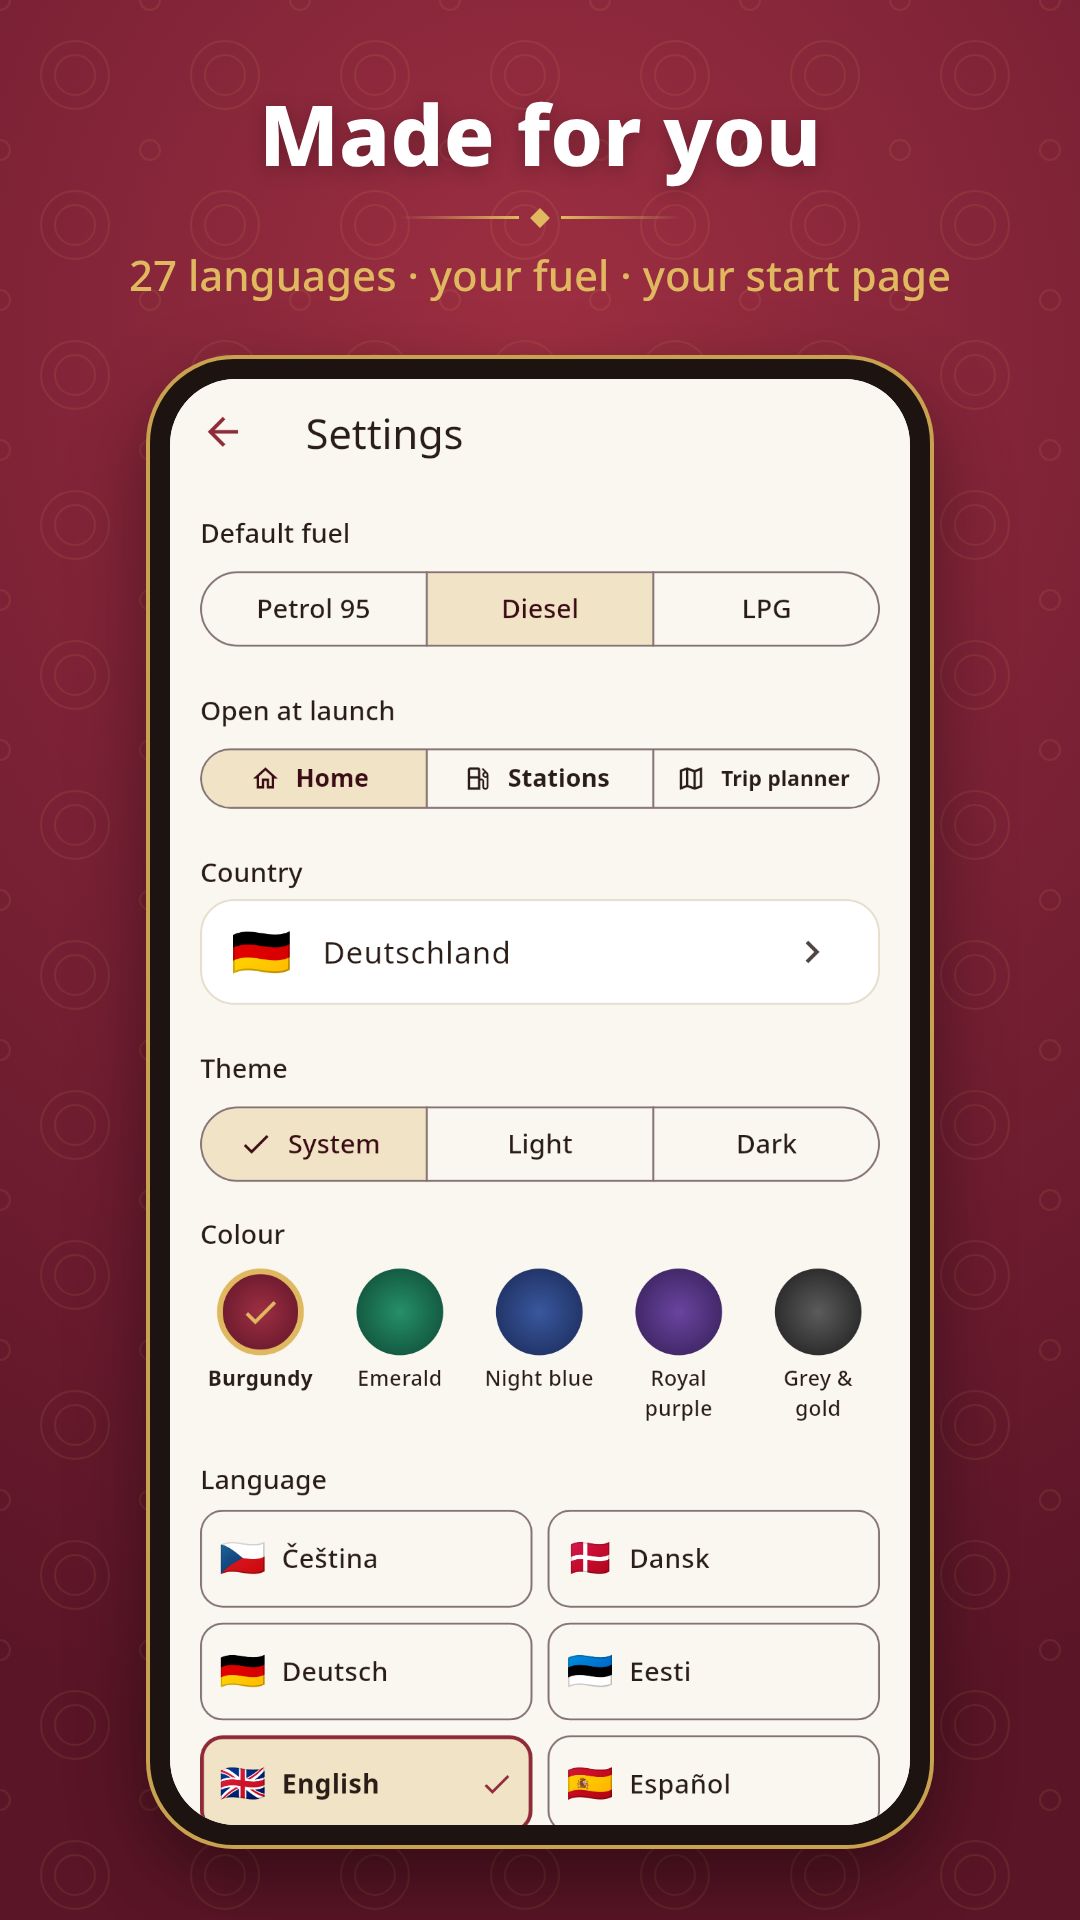 Made for you
27 languages · your fuel · your start page
Settings
Default fuel
Petrol 95 Diesel LPG
Open at launch
Home Stations Trip planner
Country
Deutschland
Theme
System Light Dark
Colour
Burgundy Emerald Night blue Royal purple Grey & gold
Language
Čeština Dansk
Deutsch Eesti
English Español